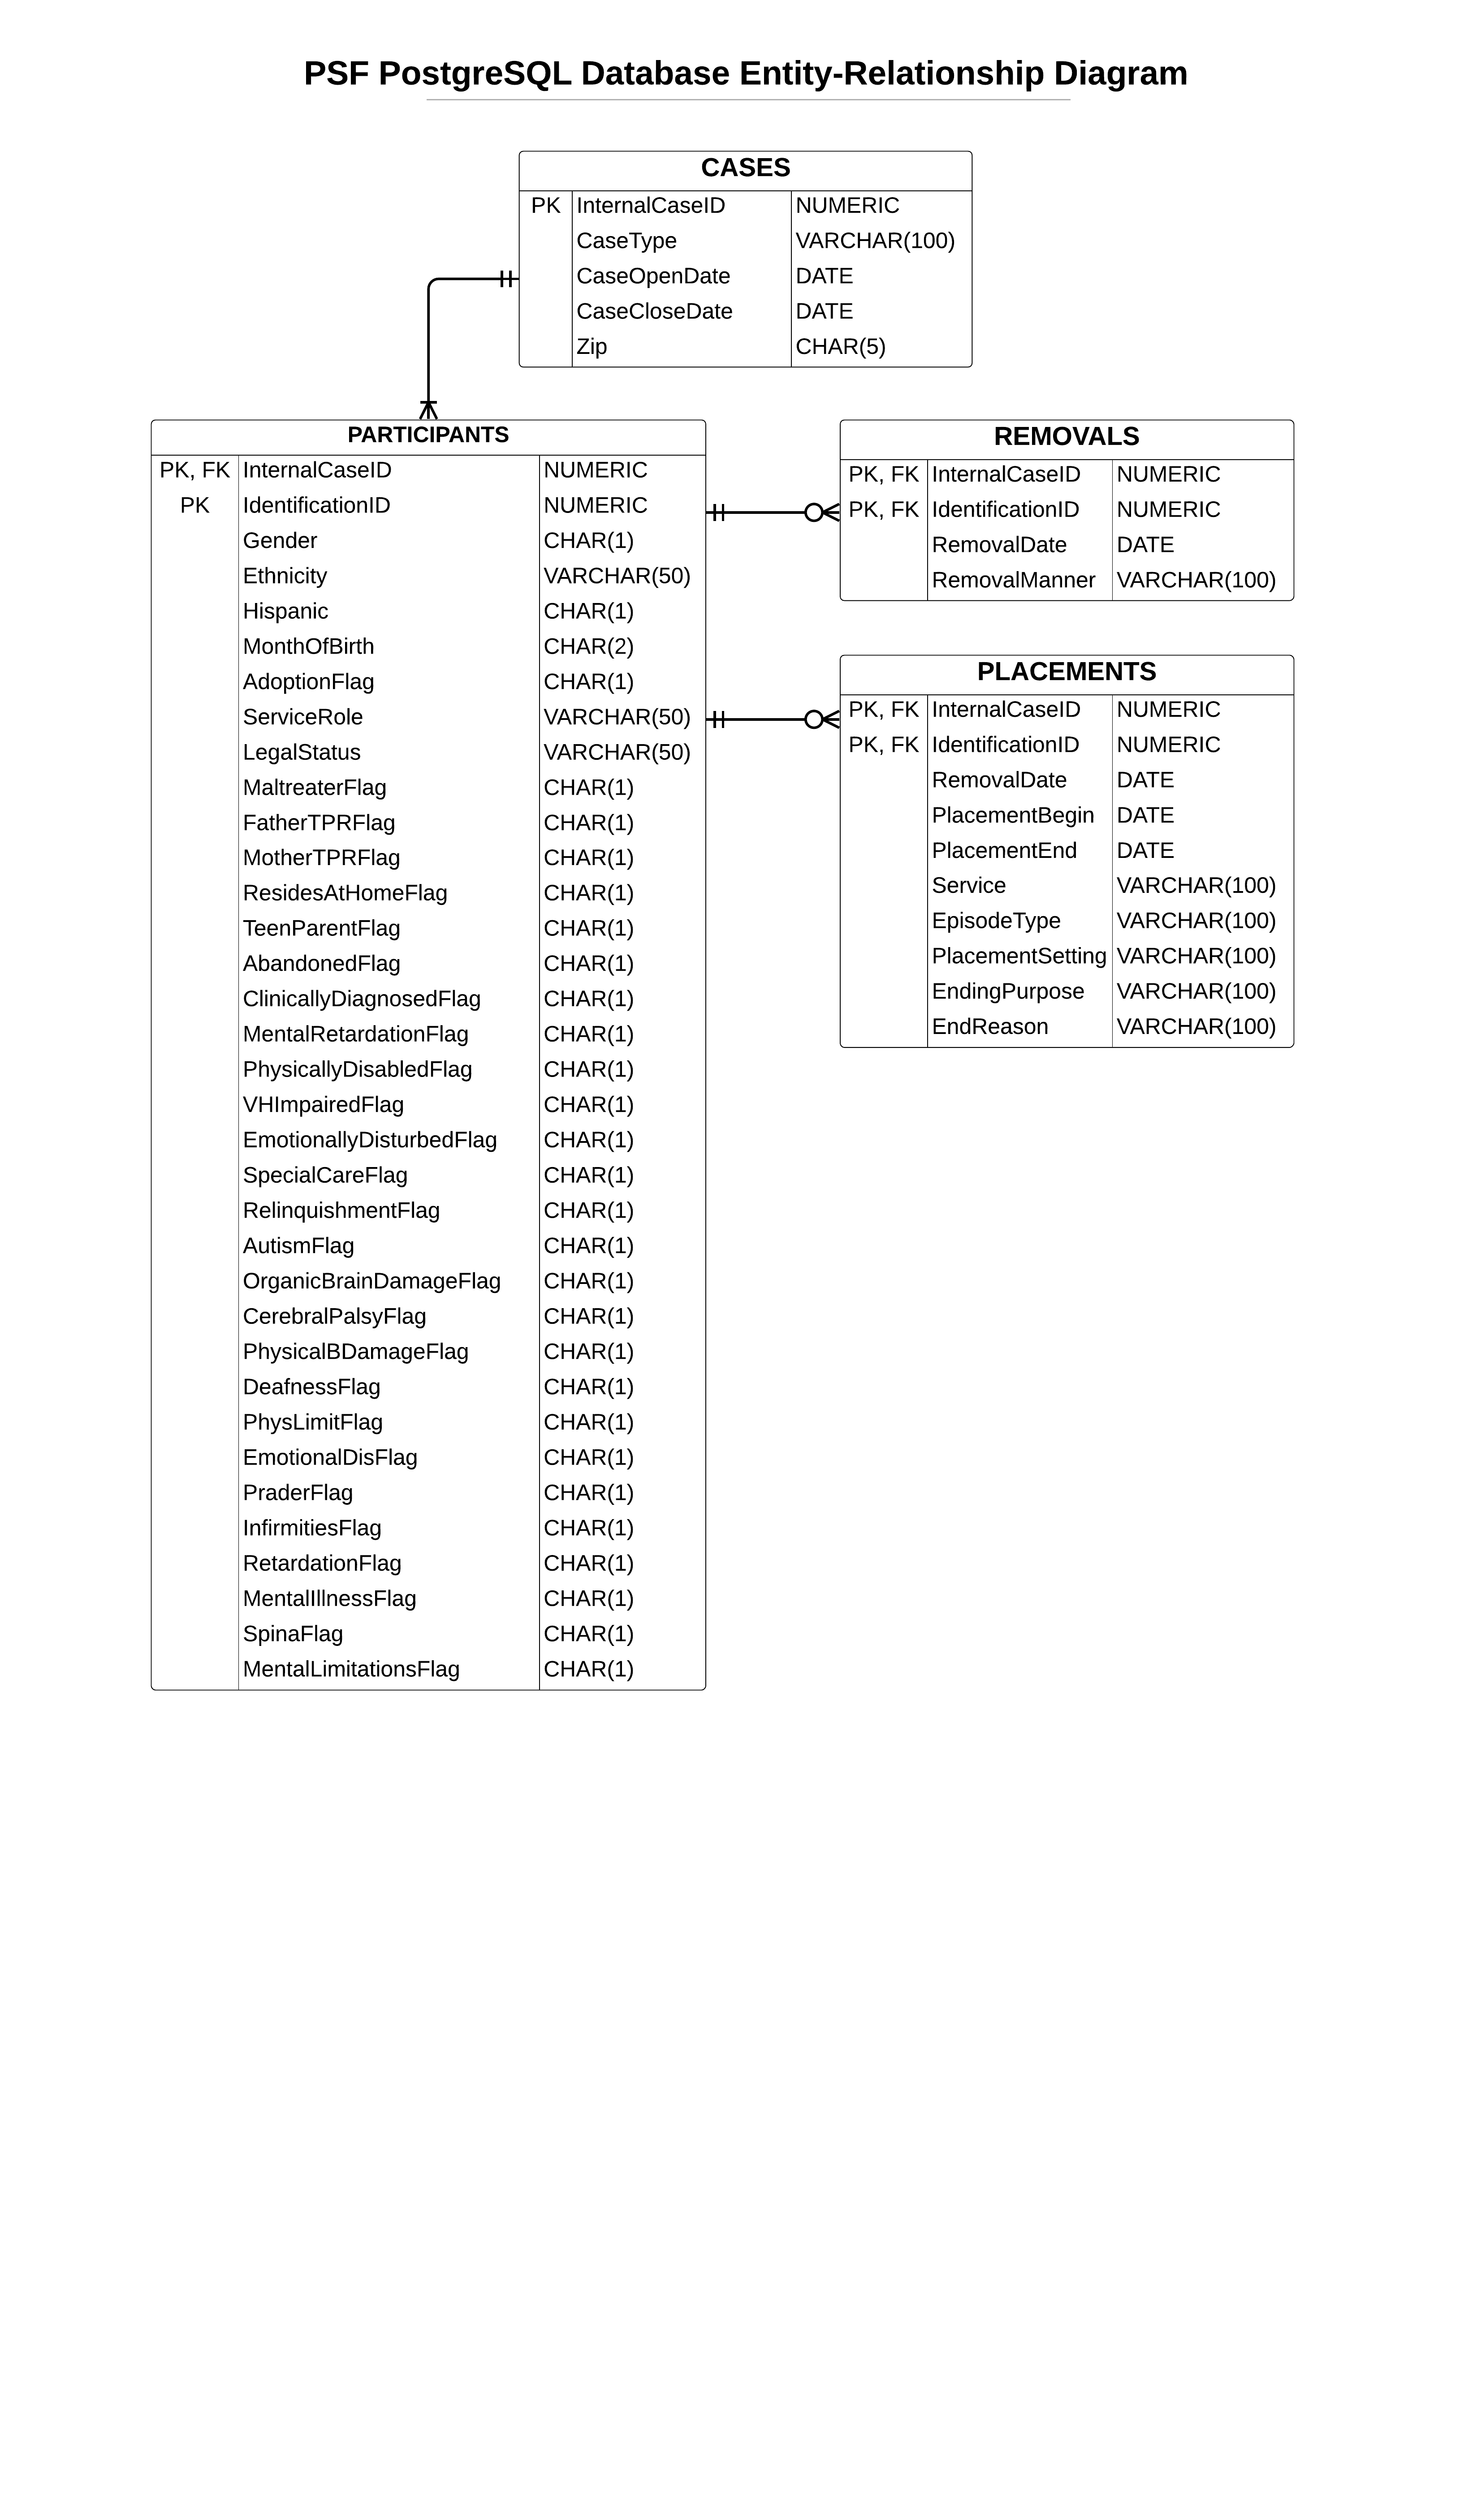 PSF PostgreSQL Database Entity-Relationship Diagram
CASES
PK InternalCaseID NUMERIC
CaseType VARCHAR(100)
CaseOpenDate DATE
CaseCloseDate DATE
Zip CHAR(5)
PARTICIPANTS
PK, FK InternalCaseID NUMERIC
PK IdentificationID NUMERIC
Gender CHAR(1)
Ethnicity VARCHAR(50)
Hispanic CHAR(1)
MonthOfBirth CHAR(2)
AdoptionFlag CHAR(1)
ServiceRole VARCHAR(50)
LegalStatus VARCHAR(50)
MaltreaterFlag CHAR(1)
FatherTPRFlag CHAR(1)
MotherTPRFlag CHAR(1)
ResidesAtHomeFlag CHAR(1)
TeenParentFlag CHAR(1)
AbandonedFlag CHAR(1)
ClinicallyDiagnosedFlag CHAR(1)
MentalRetardationFlag CHAR(1)
PhysicallyDisabledFlag CHAR(1)
VHImpairedFlag CHAR(1)
EmotionallyDisturbedFlag CHAR(1)
SpecialCareFlag CHAR(1)
RelinquishmentFlag CHAR(1)
AutismFlag CHAR(1)
OrganicBrainDamageFlag CHAR(1)
CerebralPalsyFlag CHAR(1)
PhysicalBDamageFlag CHAR(1)
DeafnessFlag CHAR(1)
PhysLimitFlag CHAR(1)
EmotionalDisFlag CHAR(1)
PraderFlag CHAR(1)
InfirmitiesFlag CHAR(1)
RetardationFlag CHAR(1)
MentalIllnessFlag CHAR(1)
SpinaFlag CHAR(1)
MentalLimitationsFlag CHAR(1)
REMOVALS
PK, FK InternalCaseID NUMERIC
PK, FK IdentificationID NUMERIC
RemovalDate DATE
RemovalManner VARCHAR(100)
PLACEMENTS
PK, FK InternalCaseID NUMERIC
PK, FK IdentificationID NUMERIC
RemovalDate DATE
PlacementBegin DATE
PlacementEnd DATE
Service VARCHAR(100)
EpisodeType VARCHAR(100)
PlacementSetting VARCHAR(100)
EndingPurpose VARCHAR(100)
EndReason VARCHAR(100)